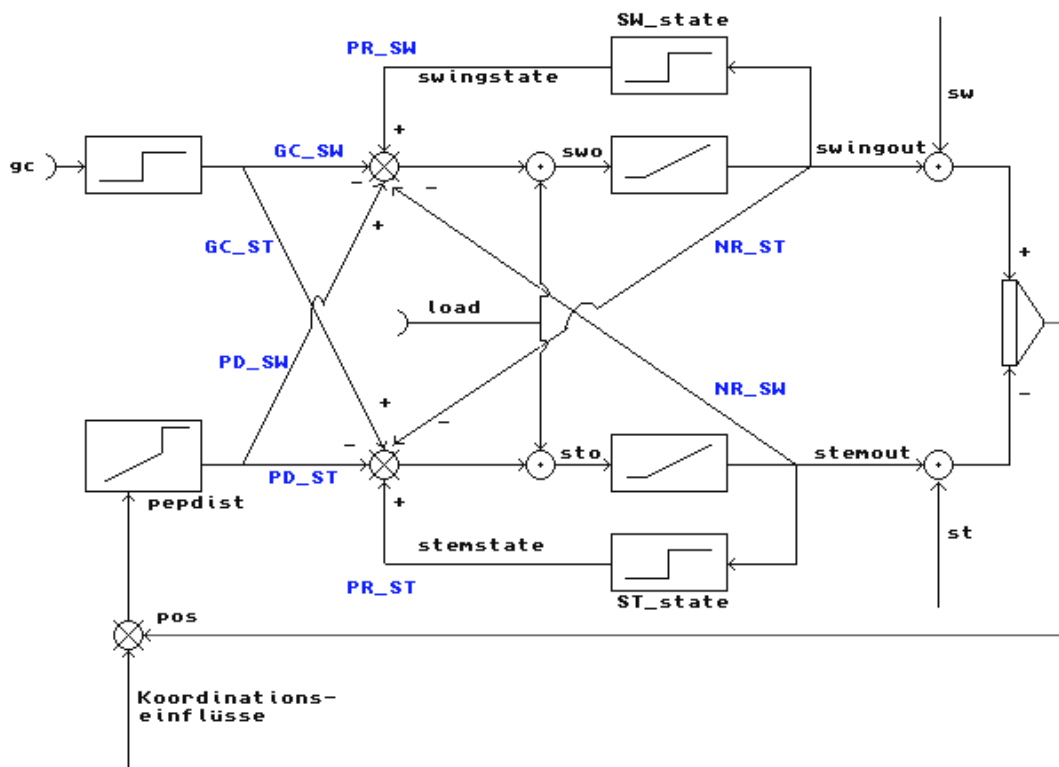 SW_state
PR_SW
swingstate
sw
+
gc
GC_SW
swo
swingout
-
-
+
GC_ST
NR_ST
+
load
PD_SW
NR_SW
+
-
-
-
sto
stemout
PD_ST
pepdist
+
stemstate
st
PR_ST
ST_state
pos
Koordinations-
einflüsse